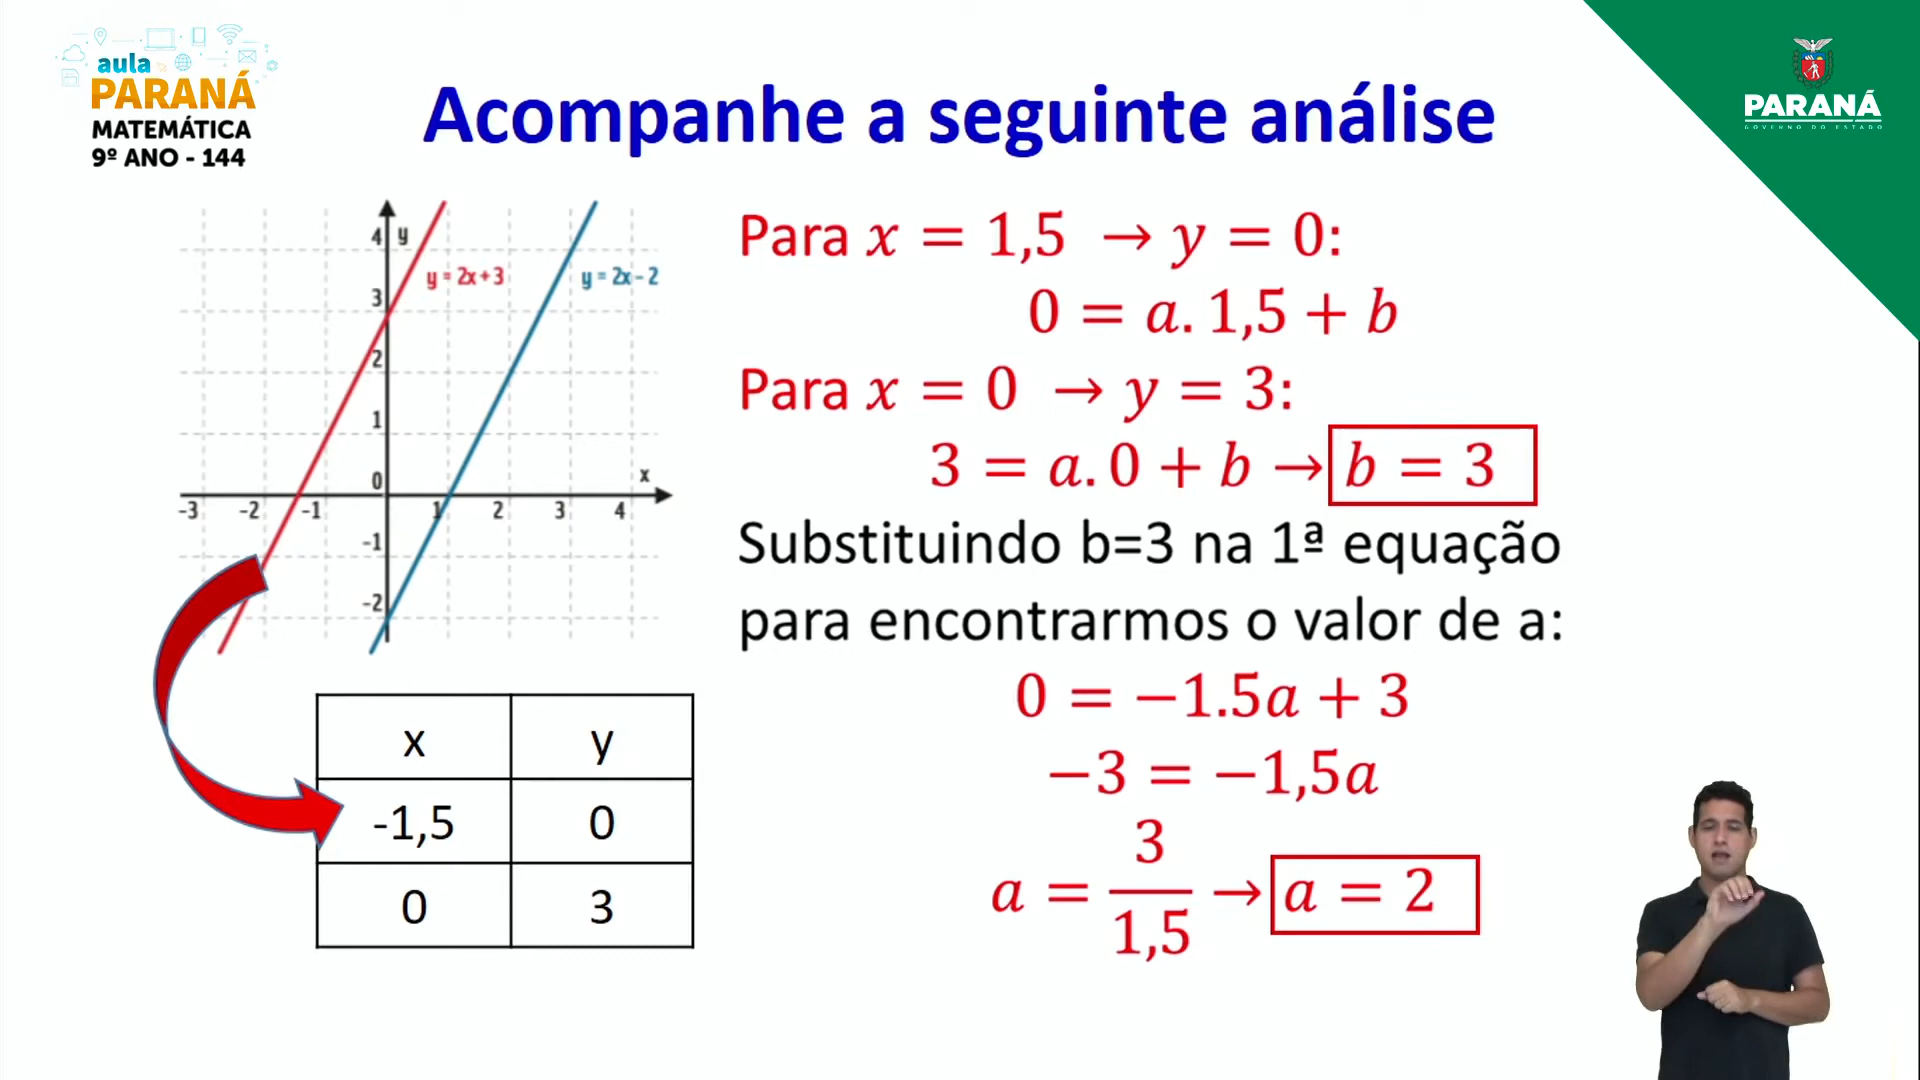 aula
PARANÁ
MATEMÁTICA
9º ANO - 144
PARANÁ
GOVERNO DO ESTADO
Acompanhe a seguinte análise
4 y
y = 2x + 3
y = 2x – 2
3
2
1
0
x
-3 -2 -1 1 2 3 4
-1
-2
x y
-1,5 0
0 3
Para x = 1,5 → y = 0:
0 = a. 1,5 + b
Para x = 0 → y = 3:
3 = a. 0 + b → b = 3
Substituindo b=3 na 1ª equação
para encontrarmos o valor de a:
0 = −1.5a + 3
−3 = −1,5a
a = 3/1,5 → a = 2